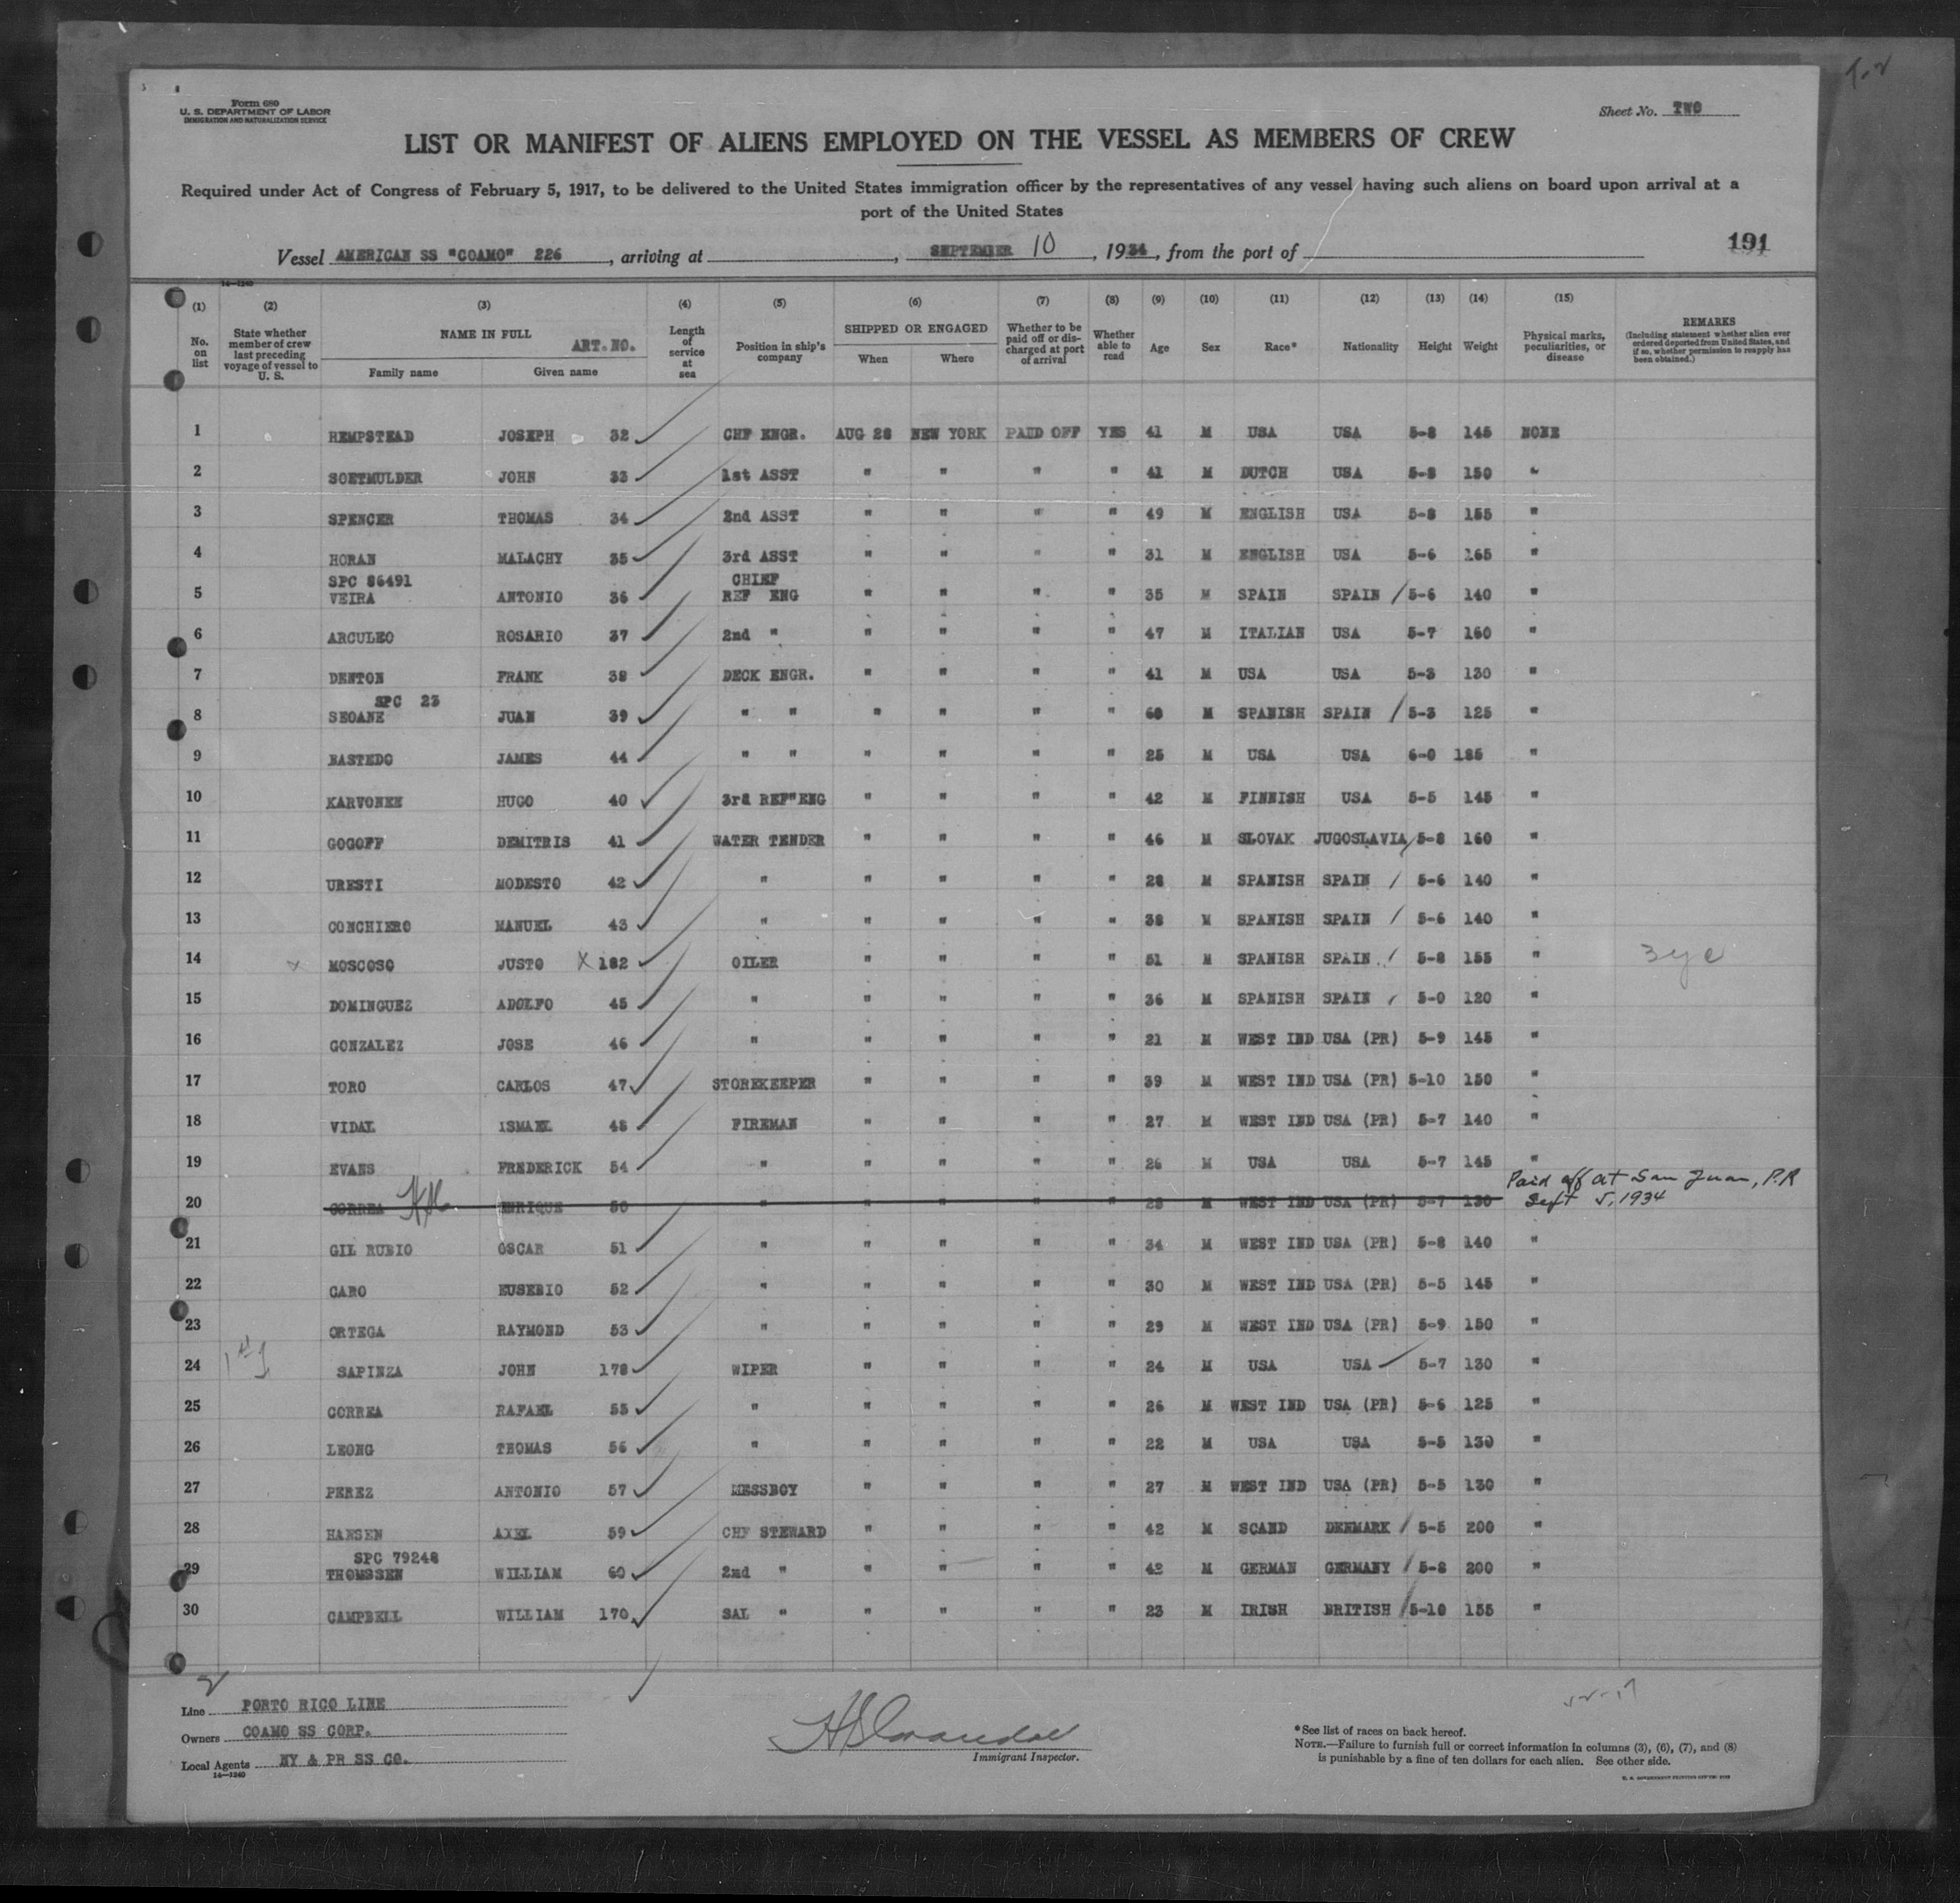 Form 680
U. S. DEPARTMENT OF LABOR
IMMIGRATION AND NATURALIZATION SERVICE
Sheet No. TWO
LIST OR MANIFEST OF ALIENS EMPLOYED ON THE VESSEL AS MEMBERS OF CREW
Required under Act of Congress of February 5, 1917, to be delivered to the United States immigration officer by the representatives of any vessel having such aliens on board upon arrival at a
port of the United States
191
Vessel AMERICAN SS "COAMO" 226, arriving at , SEPTEMBER 10, 1934, from the port of
14—1240
(1) No. on list (2) State whether member of crew last preceding voyage of vessel to U. S. (3) NAME IN FULL ART. NO. Family name Given name (4) Length of service at sea (5) Position in ship's company (6) SHIPPED OR ENGAGED When Where (7) Whether to be paid off or discharged at port of arrival (8) Whether able to read (9) Age (10) Sex (11) Race* (12) Nationality (13) Height (14) Weight (15) Physical marks, peculiarities, or disease REMARKS (Including statement whether alien ever ordered deported from United States, and if so, whether permission to reapply has been obtained.)
1 HEMPSTEAD JOSEPH 32 CHF ENGR. AUG 28 NEW YORK PAID OFF YES 41 M USA USA 5-8 145 NONE
2 SOETMULDER JOHN 33 1st ASST " " " " 41 M DUTCH USA 5-8 150 "
3 SPENCER THOMAS 34 2nd ASST " " " " 49 M ENGLISH USA 5-8 155 "
4 HORAN MALACHY 35 3rd ASST " " " " 31 M ENGLISH USA 5-6 165 "
SPC 86491 CHIEF
5 VEIRA ANTONIO 36 REF ENG " " " " 35 M SPAIN SPAIN / 5-6 140 "
6 ARCULEO ROSARIO 37 2nd " " " " " 47 M ITALIAN USA 5-7 160 "
7 DENTON FRANK 38 DECK ENGR. " " " " 41 M USA USA 5-3 130 "
SPC 23
8 SEOANE JUAN 39 " " " " " " 60 M SPANISH SPAIN / 5-3 125 "
9 BASTEDO JAMES 44 " " " " " " 25 M USA USA 6-0 185 "
10 KARVONEN HUGO 40 3rd REF"ENG " " " " 42 M FINNISH USA 5-5 145 "
11 GOGOFF DEMITRIS 41 WATER TENDER " " " " 46 M SLOVAK JUGOSLAVIA / 5-8 160 "
12 URESTI MODESTO 42 " " " " " 28 M SPANISH SPAIN / 5-6 140 "
13 CONCHIERO MANUEL 43 " " " " " 38 M SPANISH SPAIN / 5-6 140 "
14 x MOSCOSO JUSTO X 182 OILER " " " " 51 M SPANISH SPAIN / 5-8 155 "
15 DOMINGUEZ ADOLFO 45 " " " " " 36 M SPANISH SPAIN / 5-0 120 "
16 GONZALEZ JOSE 46 " " " " " 21 M WEST IND USA (PR) 5-9 145 "
17 TORO CARLOS 47 STOREKEEPER " " " " 39 M WEST IND USA (PR) 5-10 150 "
18 VIDAL ISMAEL 48 FIREMAN " " " " 27 M WEST IND USA (PR) 5-7 140 "
19 EVANS FREDERICK 54 " " " " " 26 M USA USA 5-7 145 "
20 CORREA ENRIQUE 50 " " " " " 28 M WEST IND USA (PR) 5-7 130 Paid off at San Juan, P.R
Sept 5, 1934
21 GIL RUBIO OSCAR 51 " " " " " 34 M WEST IND USA (PR) 5-8 140 "
22 CARO EUSEBIO 52 " " " " " 30 M WEST IND USA (PR) 5-5 145 "
23 ORTEGA RAYMOND 53 " " " " " 29 M WEST IND USA (PR) 5-9 150 "
24 SAPINZA JOHN 178 WIPER " " " " 24 M USA USA 5-7 130 "
25 CORREA RAFAEL 55 " " " " " 26 M WEST IND USA (PR) 5-6 125 "
26 LEONG THOMAS 56 " " " " " 22 M USA USA 5-5 130 "
27 PEREZ ANTONIO 57 MESSBOY " " " " 27 M WEST IND USA (PR) 5-5 130 "
28 HANSEN AXEL 59 CHF STEWARD " " " " 42 M SCAND DENMARK / 5-5 200 "
SPC 79248
29 THOMSSEN WILLIAM 60 2nd " " " " " 42 M GERMAN GERMANY / 5-8 200 "
30 CAMPBELL WILLIAM 170 SAL " " " " " 23 M IRISH BRITISH / 5-10 155 "
Line PORTO RICO LINE
Owners COAMO SS CORP.
Local Agents NY & PR SS CO.
14—1240
Immigrant Inspector.
*See list of races on back hereof.
NOTE.—Failure to furnish full or correct information in columns (3), (6), (7), and (8)
is punishable by a fine of ten dollars for each alien. See other side.